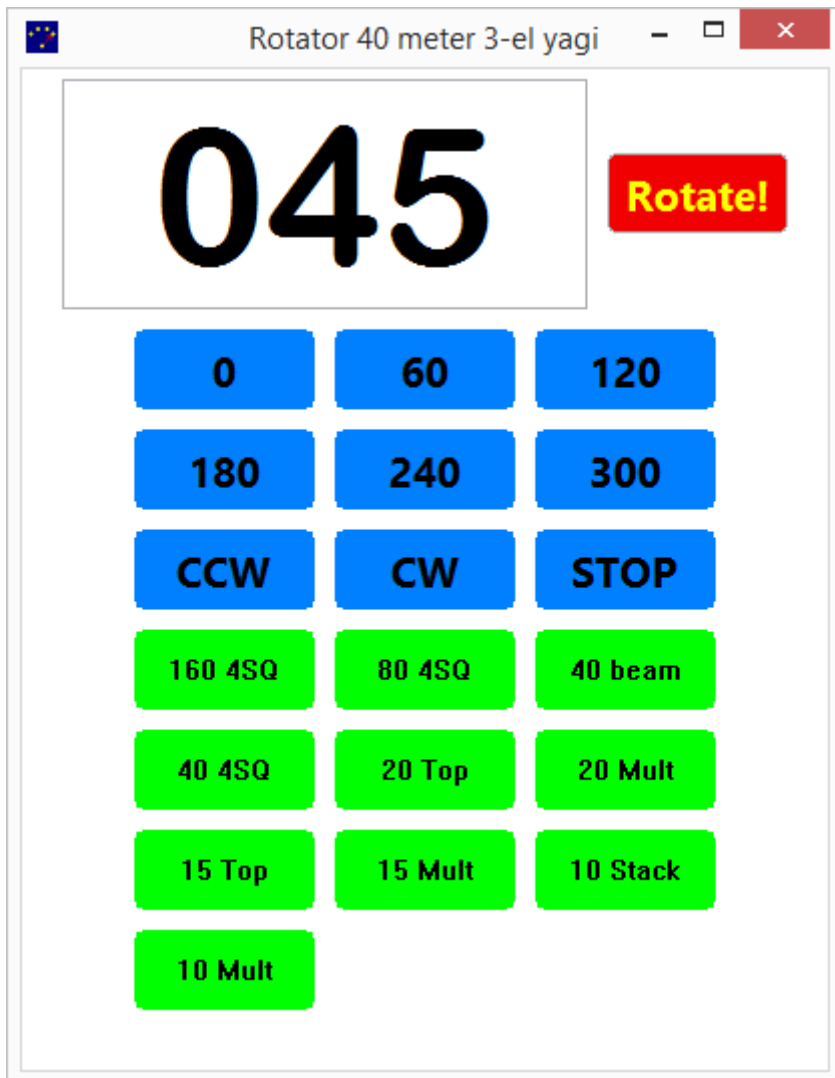 Rotator 40 meter 3-el yagi
045
Rotate!
0 60 120
180 240 300
CCW CW STOP
160 4SQ 80 4SQ 40 beam
40 4SQ 20 Top 20 Mult
15 Top 15 Mult 10 Stack
10 Mult